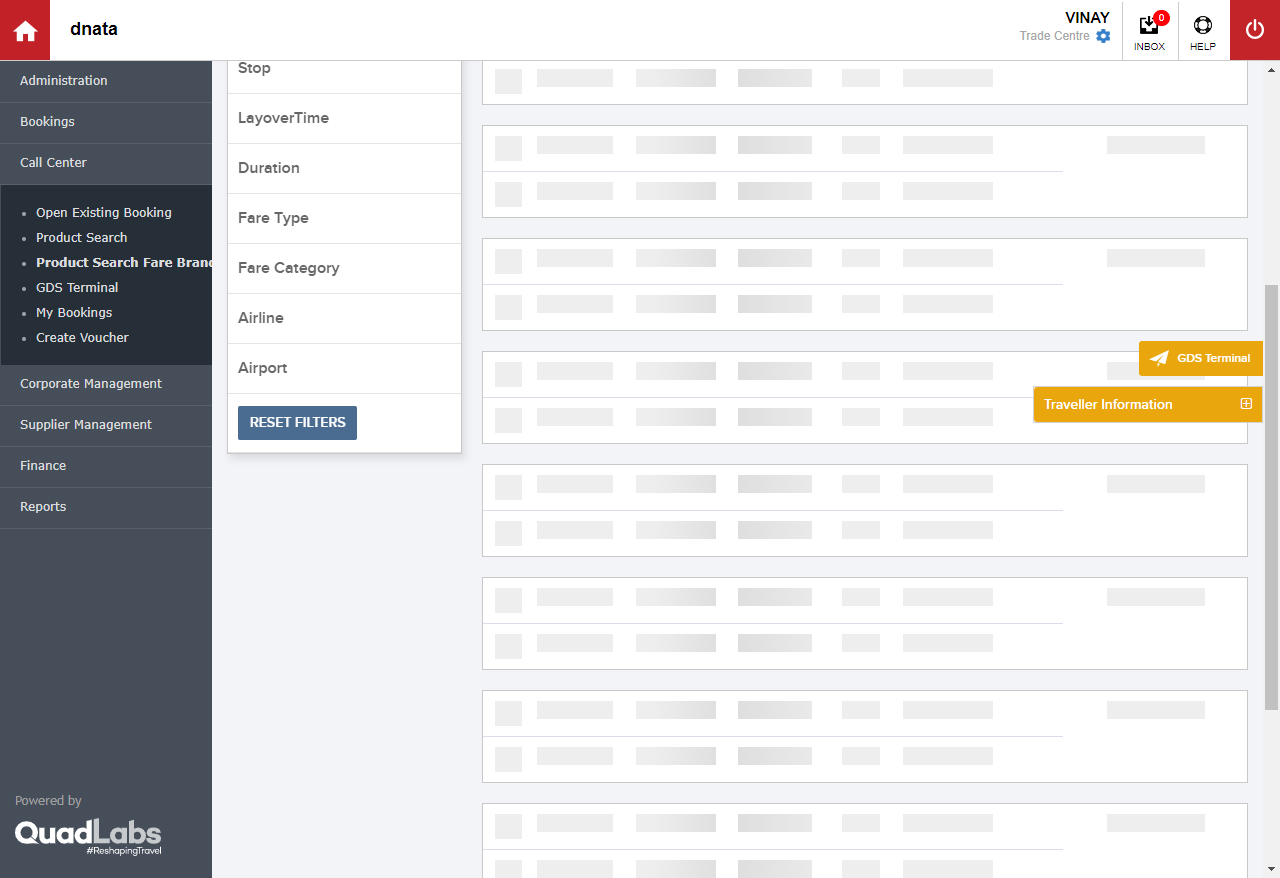 dnata
VINAY
Trade Centre
0
INBOX
HELP
Administration
Bookings
Call Center
Open Existing Booking
Product Search
Product Search Fare Brand
GDS Terminal
My Bookings
Create Voucher
Corporate Management
Supplier Management
Finance
Reports
Powered by
QuadLabs
#ReshapingTravel
Stop
LayoverTime
Duration
Fare Type
Fare Category
Airline
Airport
RESET FILTERS
GDS Terminal
Traveller Information